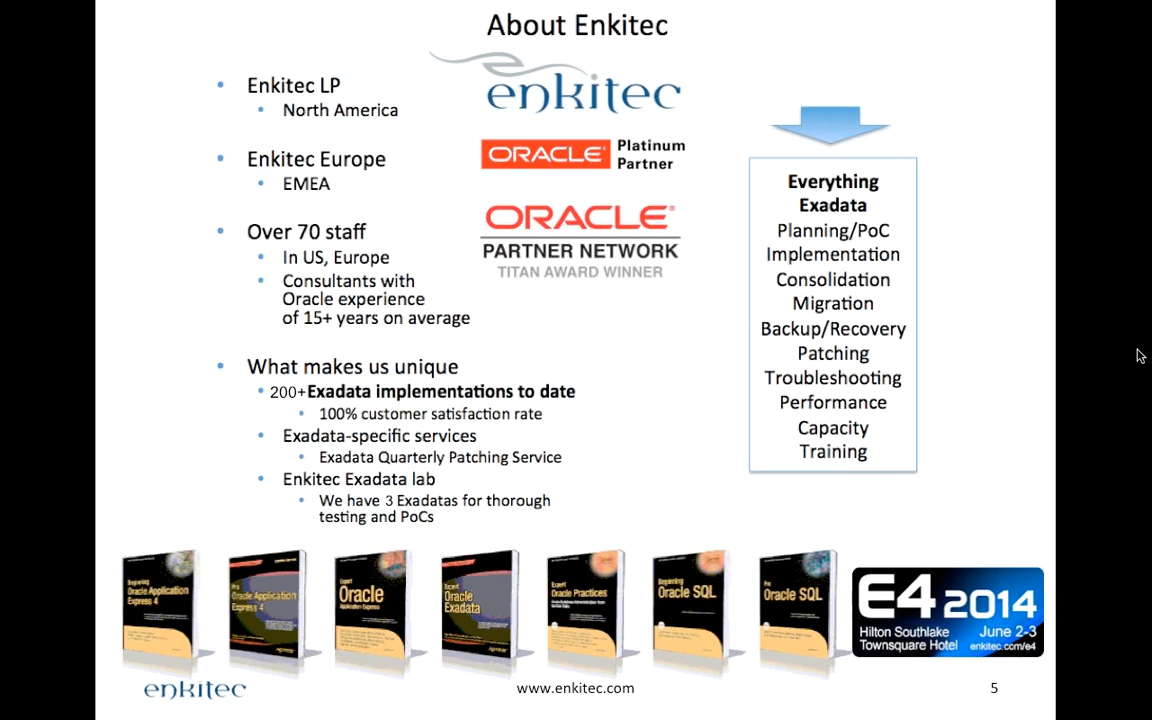 About Enkitec
enkitec
• Enkitec LP
• North America
ORACLE® Platinum
Partner
• Enkitec Europe
• EMEA
ORACLE®
PARTNER NETWORK
TITAN AWARD WINNER
• Over 70 staff
• In US, Europe
• Consultants with
Oracle experience
of 15+ years on average
• What makes us unique
• 200+Exadata implementations to date
• 100% customer satisfaction rate
• Exadata-specific services
• Exadata Quarterly Patching Service
• Enkitec Exadata lab
• We have 3 Exadatas for thorough
testing and PoCs
Everything
Exadata
Planning/PoC
Implementation
Consolidation
Migration
Backup/Recovery
Patching
Troubleshooting
Performance
Capacity
Training
Beginning
Oracle Application
Express 4
Pro
Oracle Application
Express 4
Expert
Oracle
Application Express
Expert
Oracle
Exadata
Apress
Expert
Oracle Practices
Beginning
Oracle SQL
Pro
Oracle SQL
E4 2014
Hilton Southlake June 2-3
Townsquare Hotel enkitec.com/e4
enkitec
www.enkitec.com
5